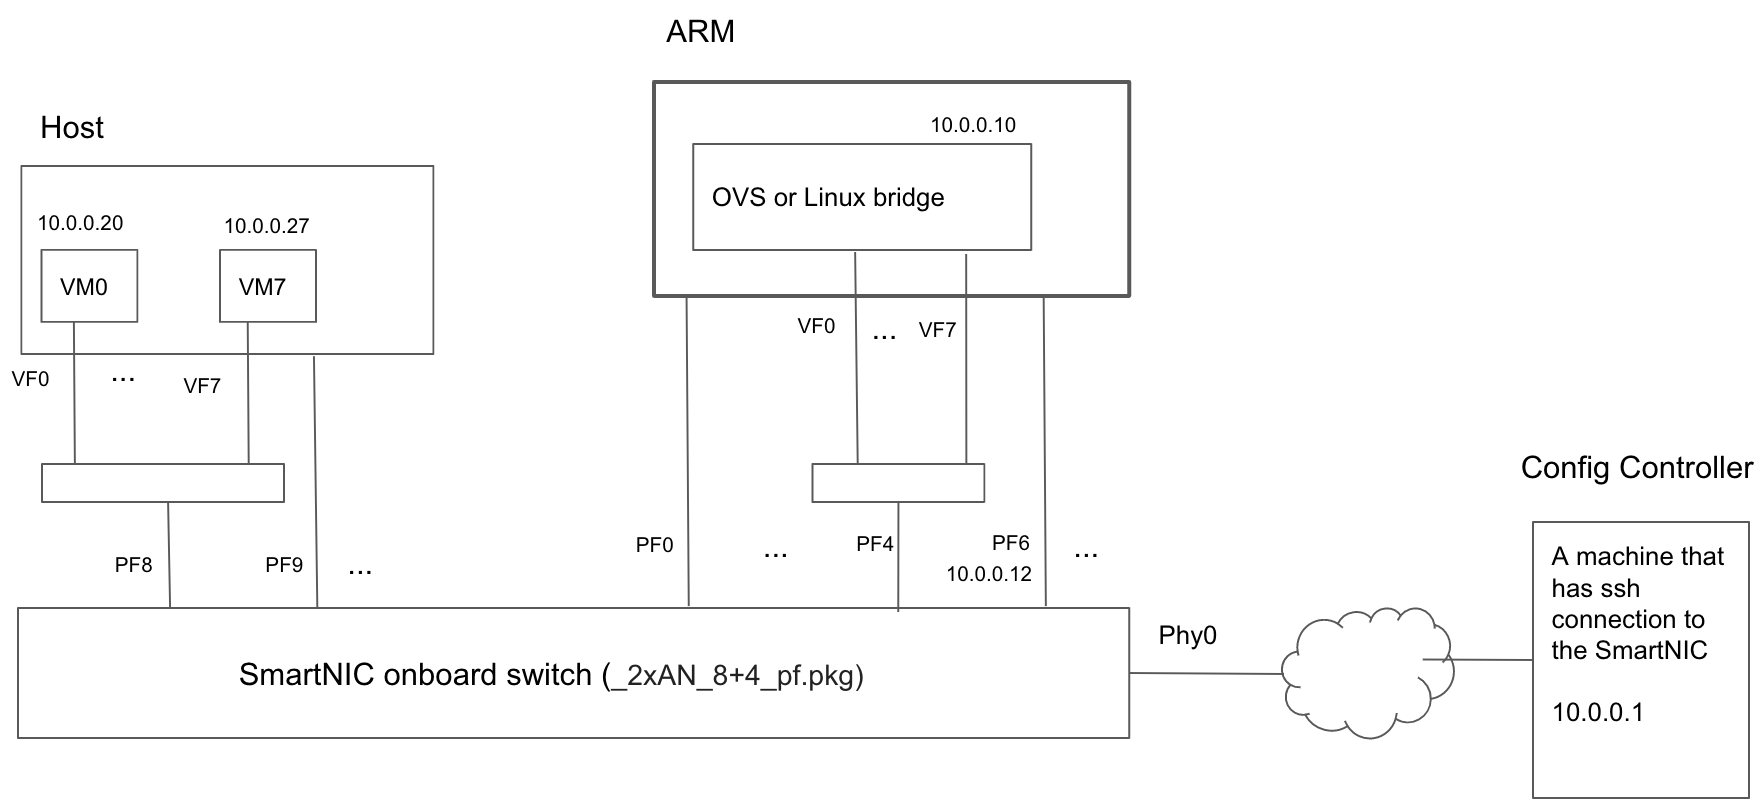 ARM
Host
10.0.0.10
OVS or Linux bridge
10.0.0.20
10.0.0.27
VM0
VM7
VF0
...
VF7
VF0
...
VF7
PF8
PF9
...
PF0
...
PF4
PF6
10.0.0.12
...
SmartNIC onboard switch (_2xAN_8+4_pf.pkg)
Phy0
Config Controller
A machine that
has ssh
connection to
the SmartNIC
10.0.0.1